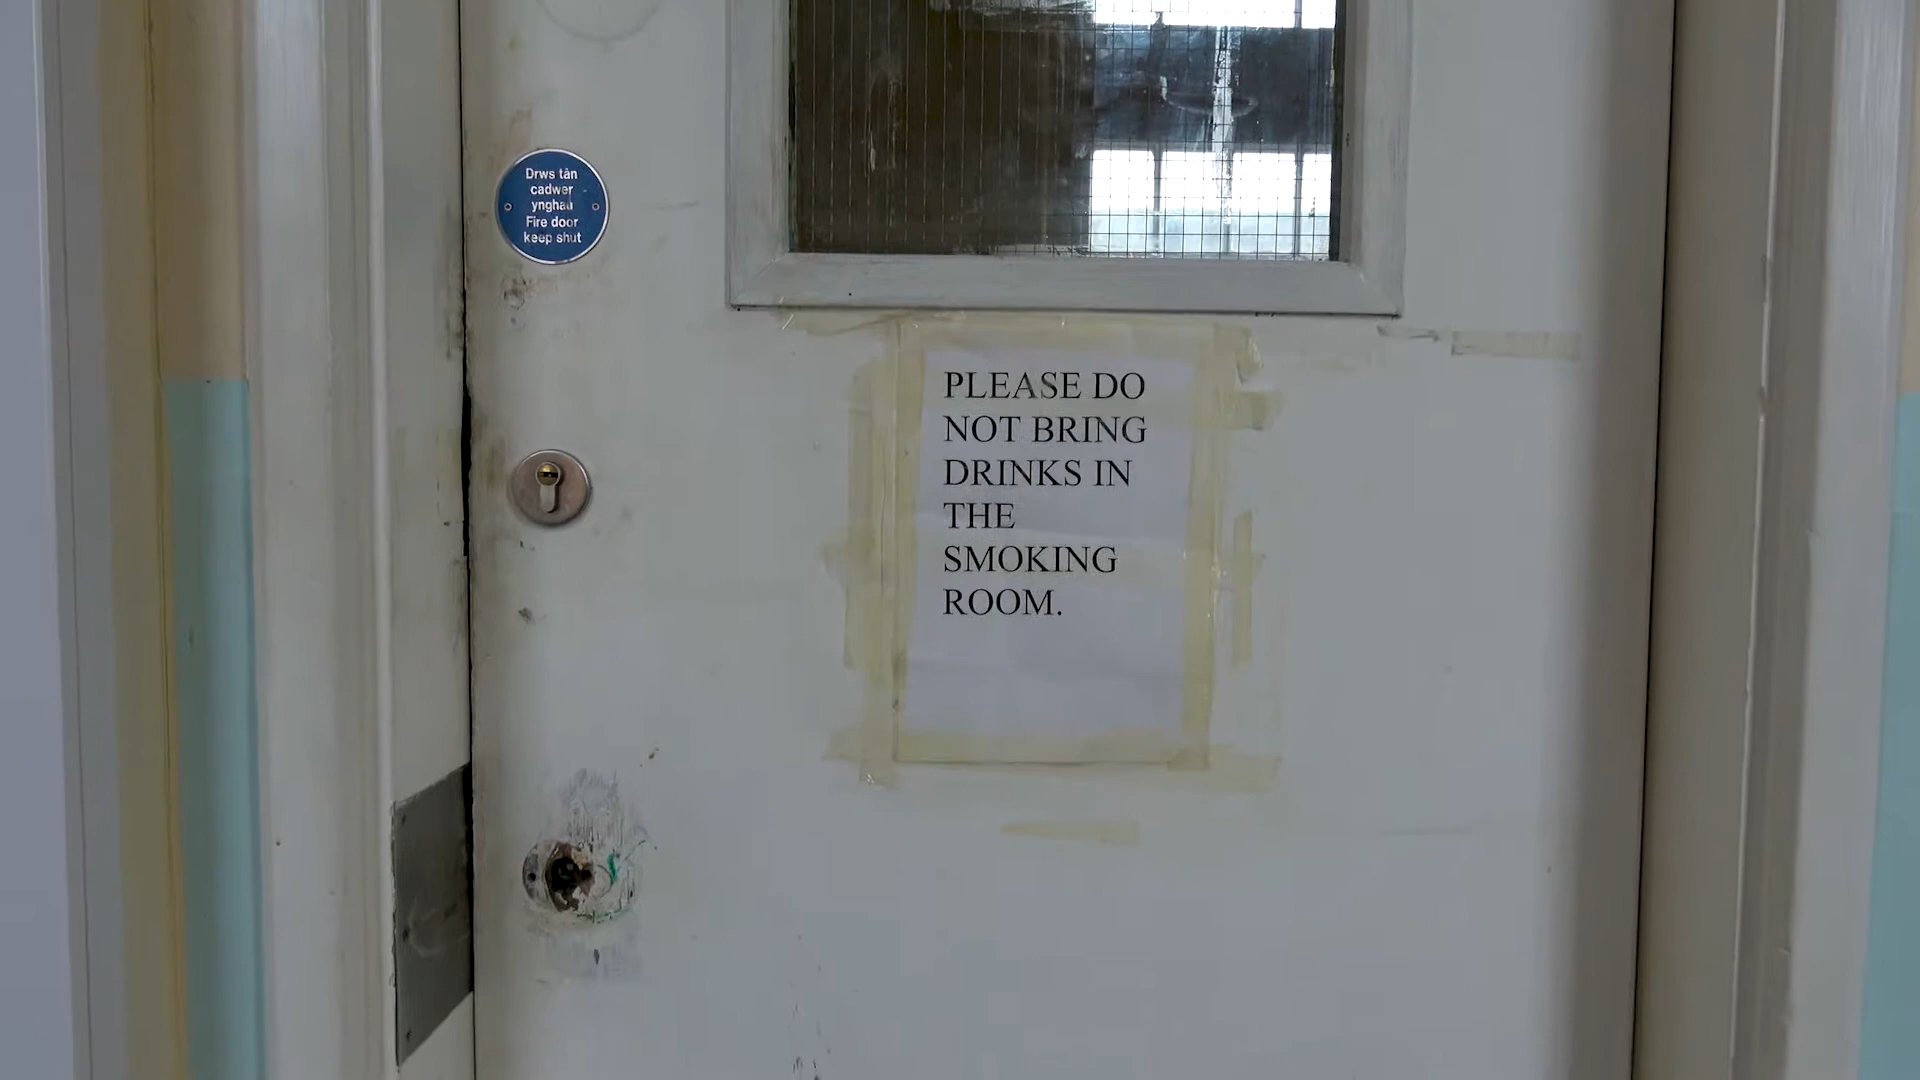 Drws tân
cadwer
ynghau
Fire door
keep shut
PLEASE DO
NOT BRING
DRINKS IN
THE
SMOKING
ROOM.